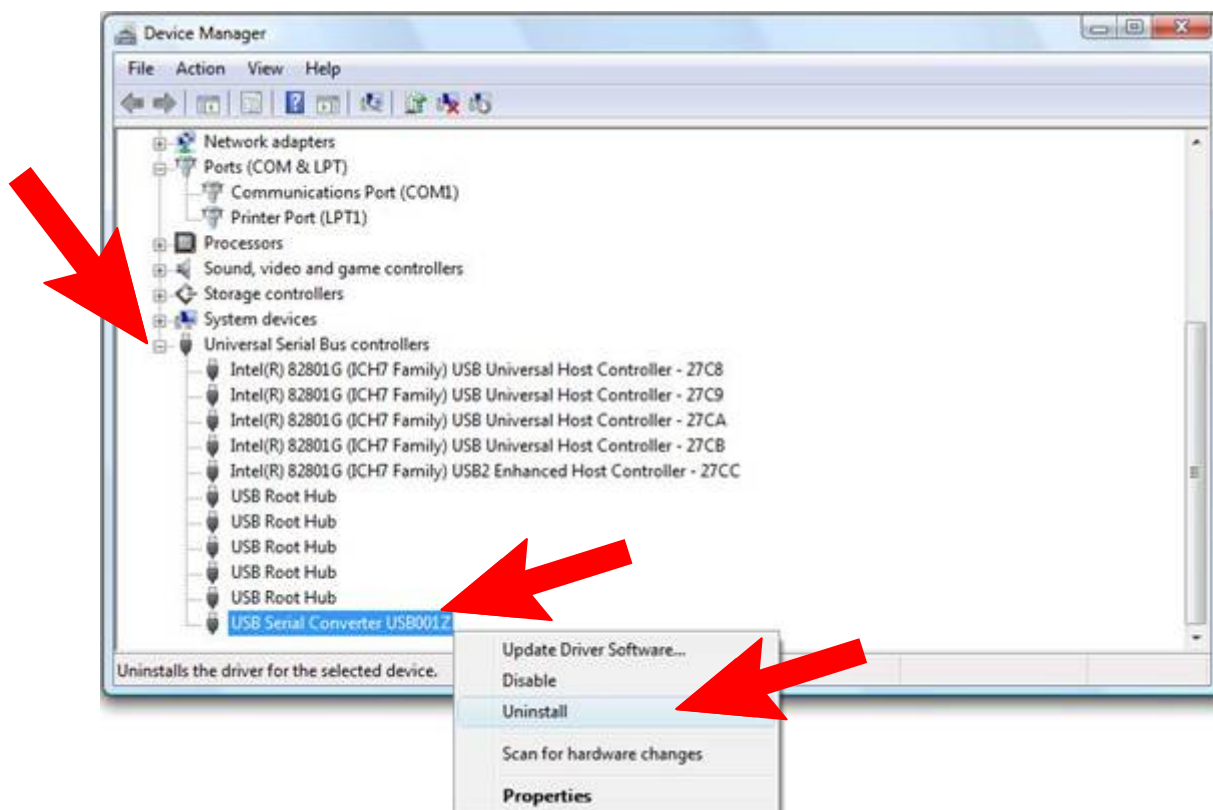 Device Manager
File Action View Help
Network adapters
Ports (COM & LPT)
Communications Port (COM1)
Printer Port (LPT1)
Processors
Sound, video and game controllers
Storage controllers
System devices
Universal Serial Bus controllers
Intel(R) 82801G (ICH7 Family) USB Universal Host Controller - 27C8
Intel(R) 82801G (ICH7 Family) USB Universal Host Controller - 27C9
Intel(R) 82801G (ICH7 Family) USB Universal Host Controller - 27CA
Intel(R) 82801G (ICH7 Family) USB Universal Host Controller - 27CB
Intel(R) 82801G (ICH7 Family) USB2 Enhanced Host Controller - 27CC
USB Root Hub
USB Root Hub
USB Root Hub
USB Root Hub
USB Root Hub
USB Serial Converter USB001Z
Uninstalls the driver for the selected device.
Update Driver Software...
Disable
Uninstall
Scan for hardware changes
Properties